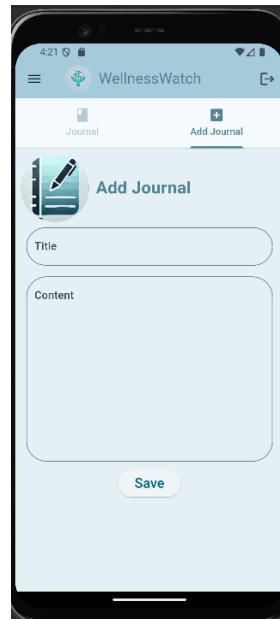 4:21
WellnessWatch
Journal
Add Journal
Add Journal
Title
Content
Save